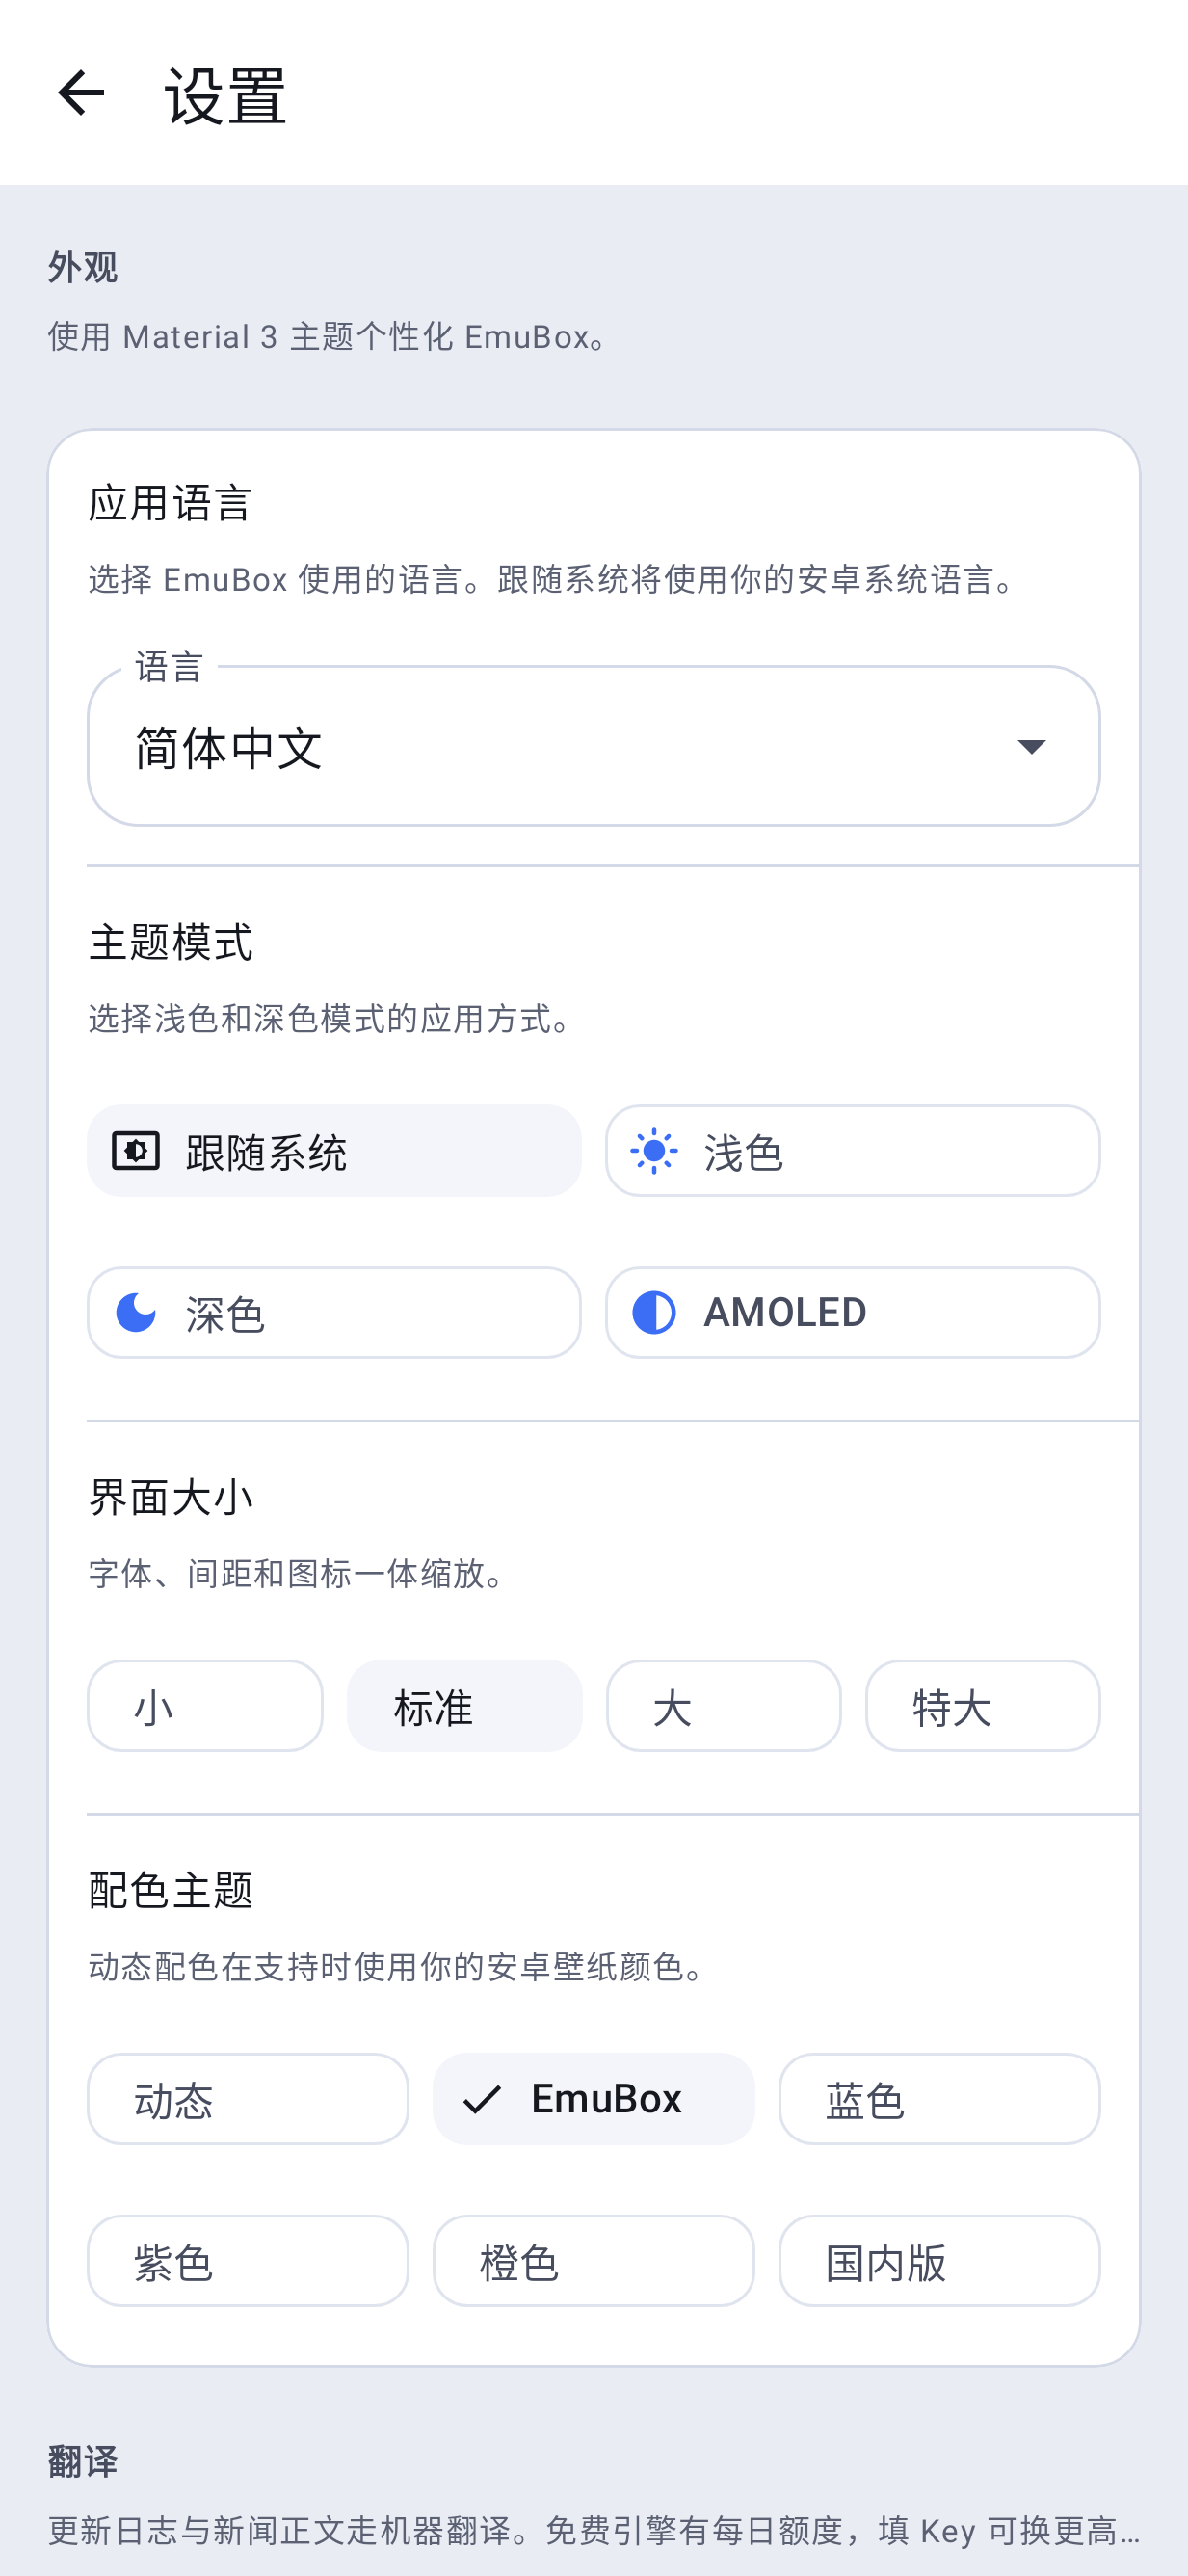 设置
外观
使用 Material 3 主题个性化 EmuBox。
应用语言
选择 EmuBox 使用的语言。跟随系统将使用你的安卓系统语言。
语言
简体中文
主题模式
选择浅色和深色模式的应用方式。
跟随系统
浅色
深色
AMOLED
界面大小
字体、间距和图标一体缩放。
小
标准
大
特大
配色主题
动态配色在支持时使用你的安卓壁纸颜色。
动态
EmuBox
蓝色
紫色
橙色
国内版
翻译
更新日志与新闻正文走机器翻译。免费引擎有每日额度，填 Key 可换更高…